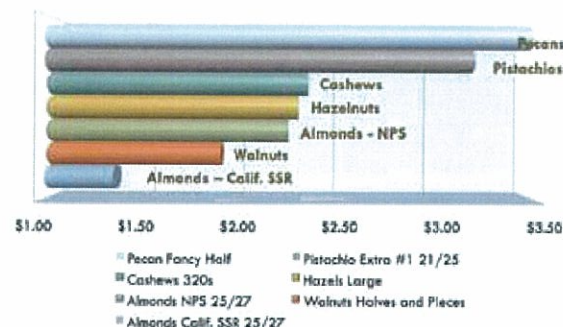 Pecans
Pistachios
Cashews
Hazelnuts
Almonds - NPS
Walnuts
Almonds – Calif. SSR
$1.00 $1.50 $2.00 $2.50 $3.00 $3.50
Pecan Fancy Half Pistachio Extra #1 21/25
Cashews 320s Hazels Large
Almonds NPS 25/27 Walnuts Halves and Pieces
Almonds Calif. SSR 25/27